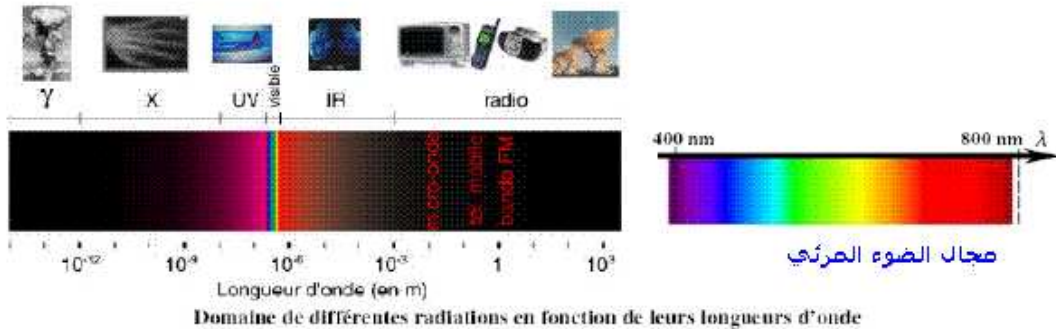 γ X UV visible IR radio
micro-onde
tél. mobile
bande FM
10⁻¹² 10⁻⁹ 10⁻⁶ 10⁻³ 1 10³
Longueur d'onde (en m)
400 nm 800 nm λ
مجال الضوء المرئي
Domaine de différentes radiations en fonction de leurs longueurs d'onde